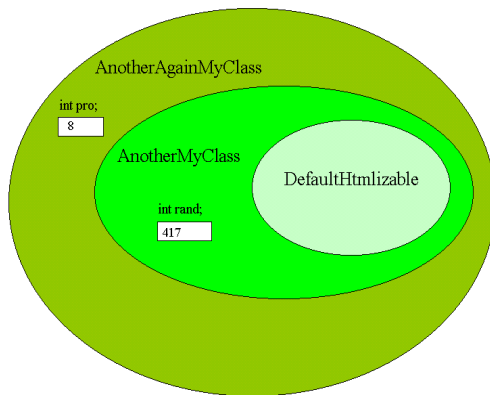 AnotherAgainMyClass
int pro;
8
AnotherMyClass
DefaultHtmlizable
int rand;
417